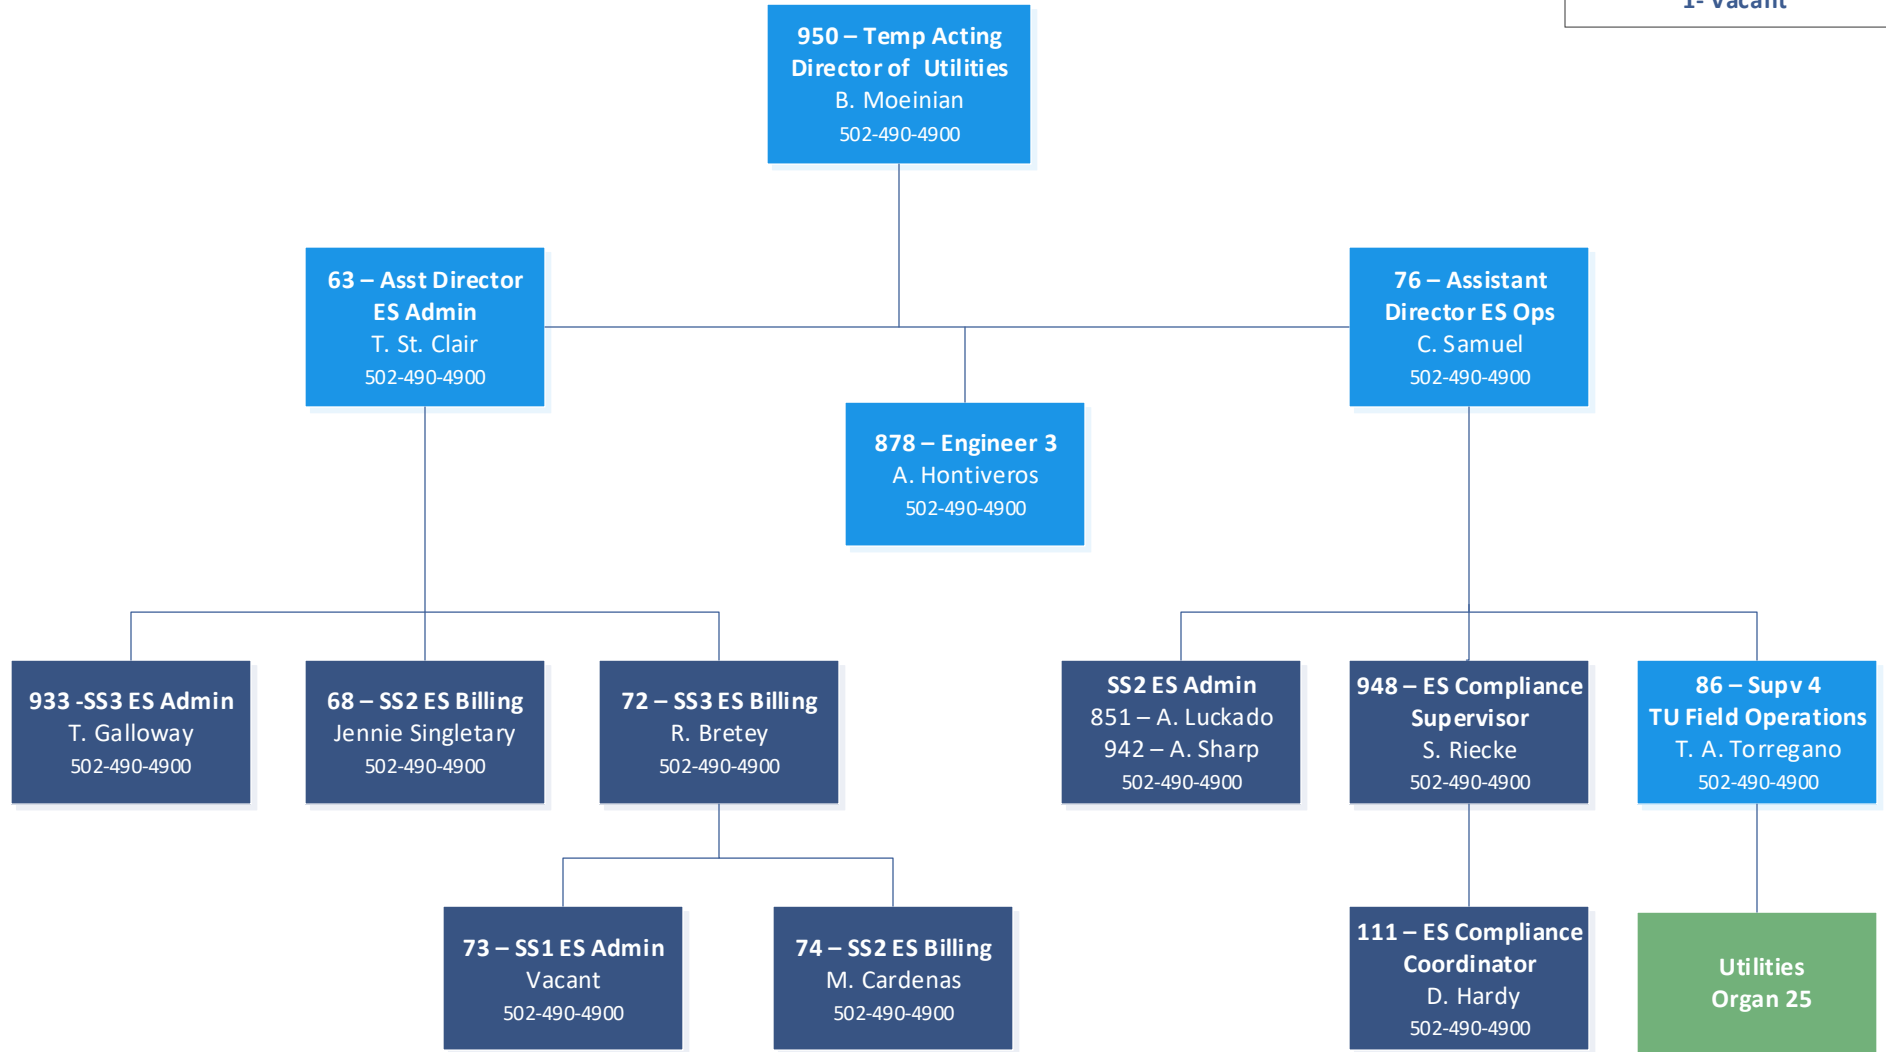 1- Vacant
950 – Temp Acting
Director of Utilities
B. Moeinian
502-490-4900
63 – Asst Director
ES Admin
T. St. Clair
502-490-4900
76 – Assistant
Director ES Ops
C. Samuel
502-490-4900
878 – Engineer 3
A. Hontiveros
502-490-4900
933 -SS3 ES Admin
T. Galloway
502-490-4900
68 – SS2 ES Billing
Jennie Singletary
502-490-4900
72 – SS3 ES Billing
R. Bretey
502-490-4900
SS2 ES Admin
851 – A. Luckado
942 – A. Sharp
502-490-4900
948 – ES Compliance
Supervisor
S. Riecke
502-490-4900
86 – Supv 4
TU Field Operations
T. A. Torregano
502-490-4900
73 – SS1 ES Admin
Vacant
502-490-4900
74 – SS2 ES Billing
M. Cardenas
502-490-4900
111 – ES Compliance
Coordinator
D. Hardy
502-490-4900
Utilities
Organ 25